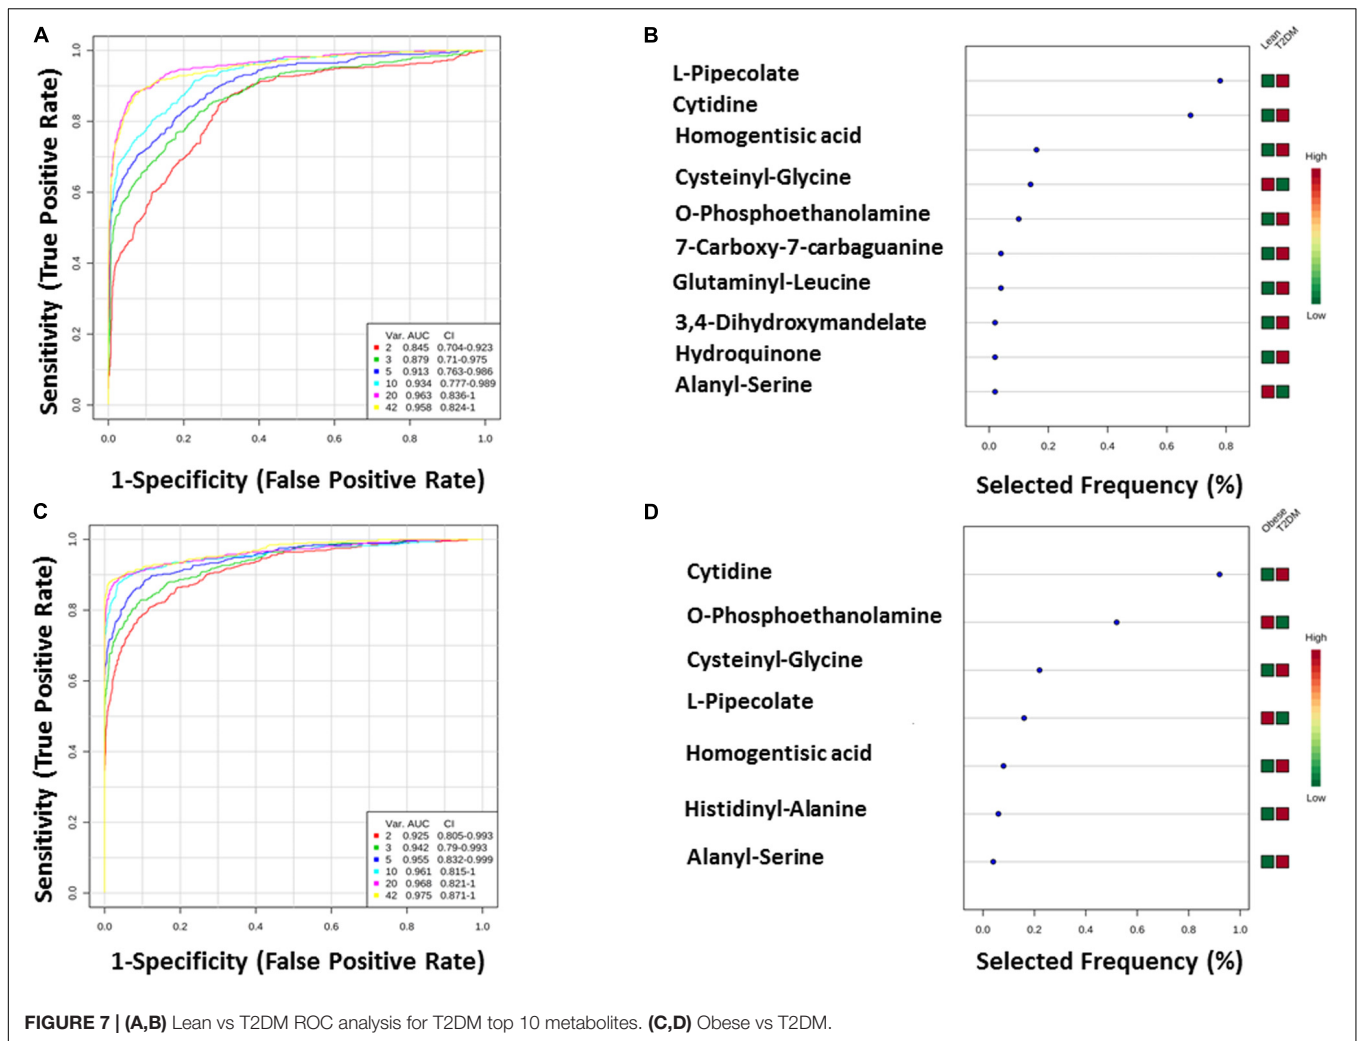 A
Sensitivity (True Positive Rate)
1.0
0.8
0.6
0.4
0.2
0.0
Var. AUC CI
2 0.845 0.704-0.923
3 0.879 0.71-0.975
5 0.913 0.763-0.986
10 0.934 0.777-0.989
20 0.963 0.836-1
42 0.958 0.824-1
0.0 0.2 0.4 0.6 0.8 1.0
1-Specificity (False Positive Rate)
B
Lean T2DM
L-Pipecolate
Cytidine
Homogentisic acid
Cysteinyl-Glycine
O-Phosphoethanolamine
7-Carboxy-7-carbaguanine
Glutaminyl-Leucine
3,4-Dihydroxymandelate
Hydroquinone
Alanyl-Serine
High
Low
0.0 0.2 0.4 0.6 0.8
Selected Frequency (%)
C
Sensitivity (True Positive Rate)
1.0
0.8
0.6
0.4
0.2
0.0
Var. AUC CI
2 0.925 0.805-0.993
3 0.942 0.79-0.993
5 0.955 0.832-0.999
10 0.961 0.815-1
20 0.968 0.821-1
42 0.975 0.871-1
0.0 0.2 0.4 0.6 0.8 1.0
1-Specificity (False Positive Rate)
D
Obese T2DM
Cytidine
O-Phosphoethanolamine
Cysteinyl-Glycine
L-Pipecolate
Homogentisic acid
Histidinyl-Alanine
Alanyl-Serine
High
Low
0.0 0.2 0.4 0.6 0.8 1.0
Selected Frequency (%)
FIGURE 7 | (A,B) Lean vs T2DM ROC analysis for T2DM top 10 metabolites. (C,D) Obese vs T2DM.